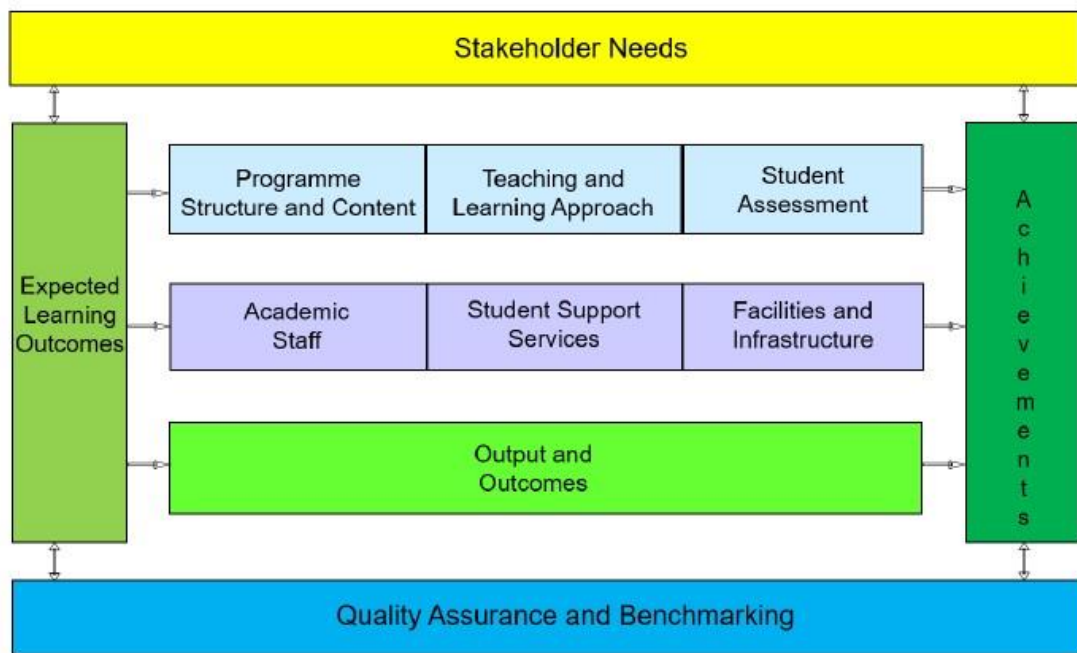 Stakeholder Needs
Expected
Learning
Outcomes
Programme
Structure and Content
Teaching and
Learning Approach
Student
Assessment
Academic
Staff
Student Support
Services
Facilities and
Infrastructure
Output and
Outcomes
Achievements
Quality Assurance and Benchmarking